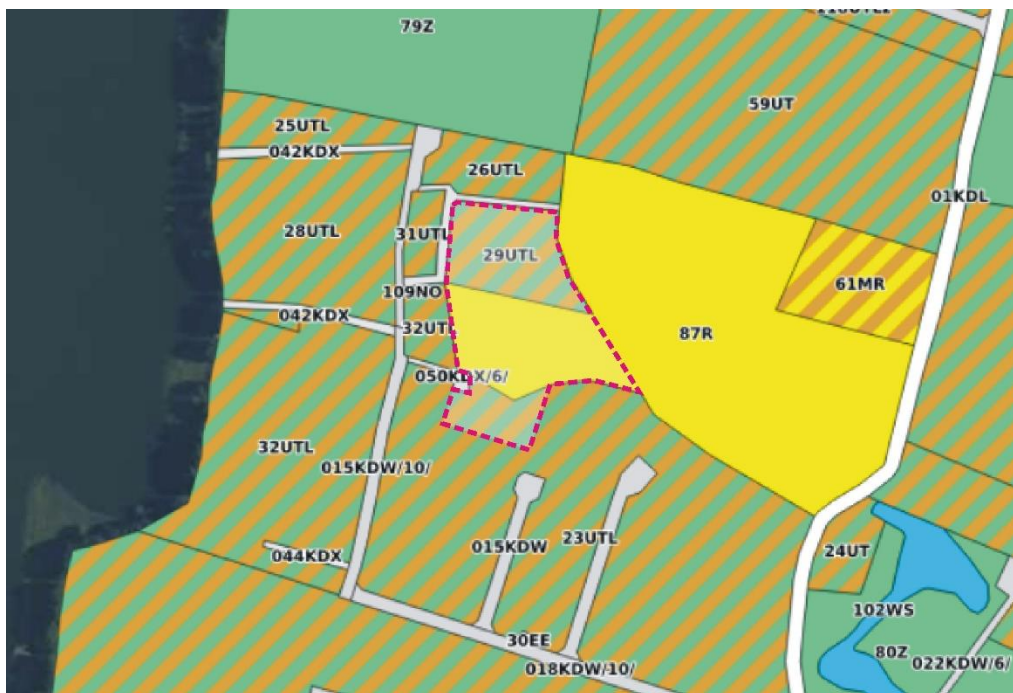 79Z
59UT
25UTL
042KDX
26UTL
01KDL
28UTL
31UTL
29UTL
61MR
109NO
042KDX
32UTL
87R
050KDX/6/
32UTL
015KDW/10/
015KDW
23UTL
044KDX
24UT
102WS
30EE
80Z
022KDW/6/
018KDW/10/